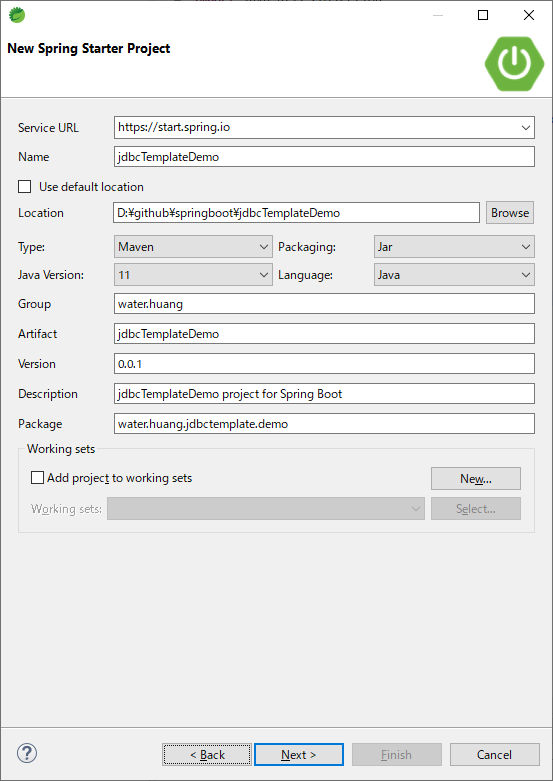 New Spring Starter Project
Service URL https://start.spring.io
Name jdbcTemplateDemo
Use default location
Location D:¥github¥springboot¥jdbcTemplateDemo Browse
Type: Maven Packaging: Jar
Java Version: 11 Language: Java
Group water.huang
Artifact jdbcTemplateDemo
Version 0.0.1
Description jdbcTemplateDemo project for Spring Boot
Package water.huang.jdbctemplate.demo
Working sets
Add project to working sets New...
Working sets: Select...
? < Back Next > Finish Cancel